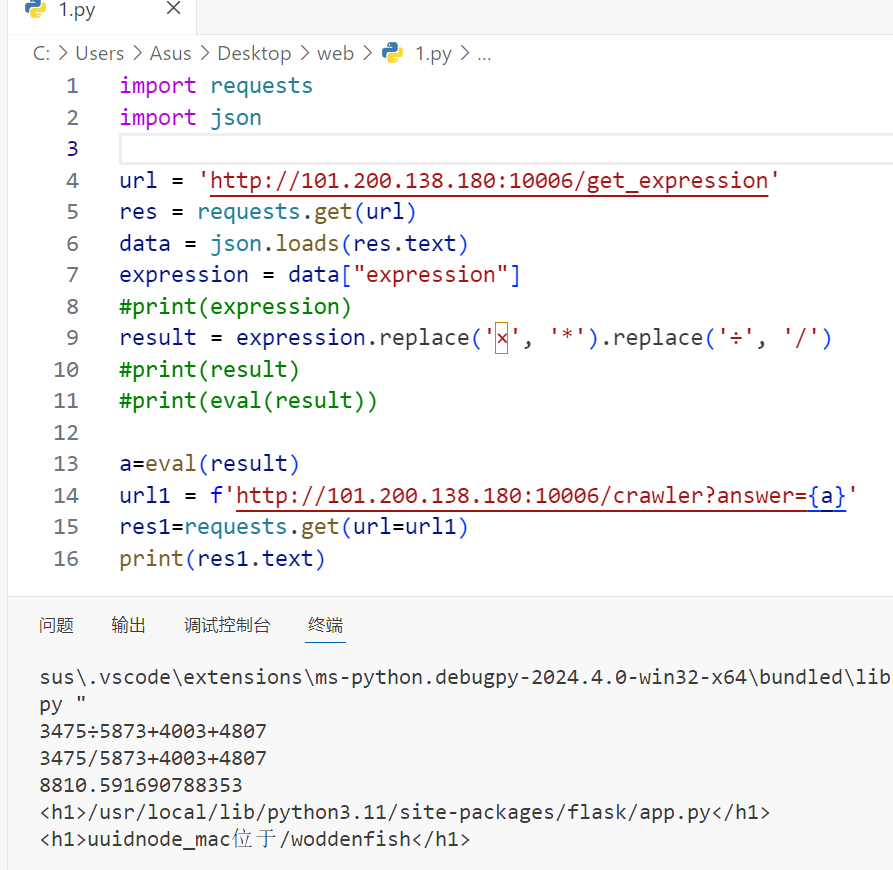 1.py
C: > Users > Asus > Desktop > web > 1.py > ...
1 import requests
2 import json
3
4 url = 'http://101.200.138.180:10006/get_expression'
5 res = requests.get(url)
6 data = json.loads(res.text)
7 expression = data["expression"]
8 #print(expression)
9 result = expression.replace('×', '*').replace('÷', '/')
10 #print(result)
11 #print(eval(result))
12
13 a=eval(result)
14 url1 = f'http://101.200.138.180:10006/crawler?answer={a}'
15 res1=requests.get(url=url1)
16 print(res1.text)
问题 输出 调试控制台 终端
sus\.vscode\extensions\ms-python.debugpy-2024.4.0-win32-x64\bundled\lib
py "
3475÷5873+4003+4807
3475/5873+4003+4807
8810.591690788353
<h1>/usr/local/lib/python3.11/site-packages/flask/app.py</h1>
<h1>uuidnode_mac位于/woddenfish</h1>